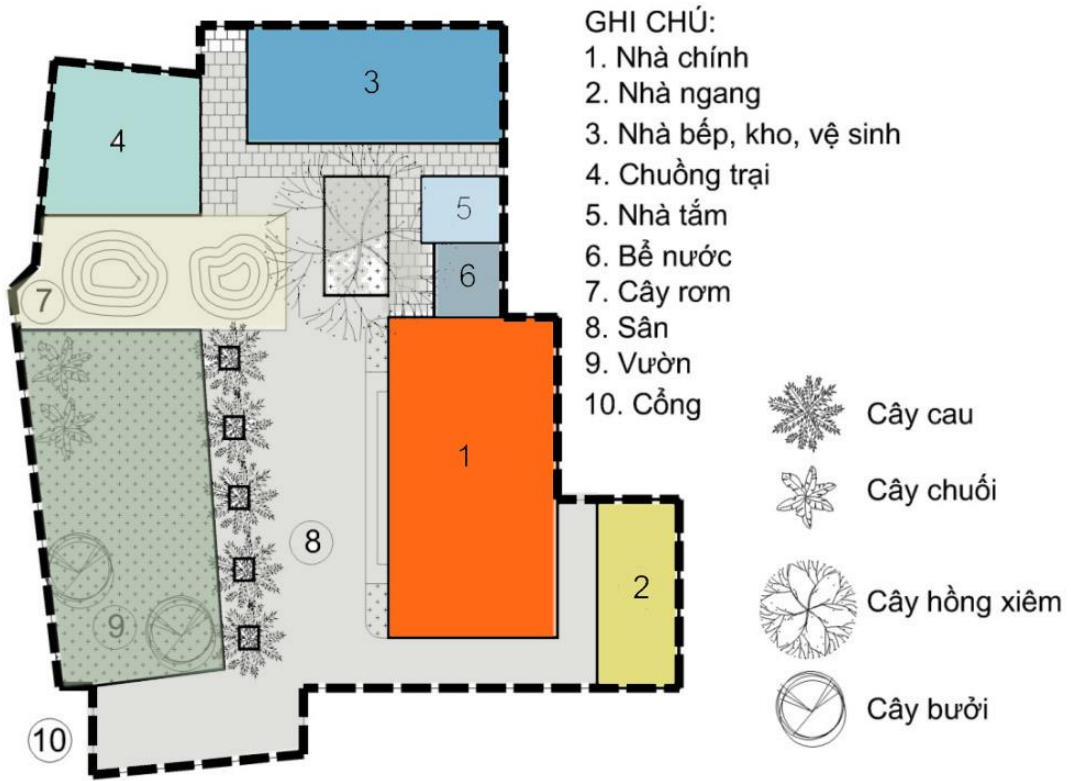 GHI CHÚ:
1. Nhà chính
2. Nhà ngang
3. Nhà bếp, kho, vệ sinh
4. Chuồng trại
5. Nhà tắm
6. Bể nước
7. Cây rơm
8. Sân
9. Vườn
10. Cổng
Cây cau
Cây chuối
Cây hồng xiêm
Cây bưởi
3
4
5
6
7
1
8
2
9
10